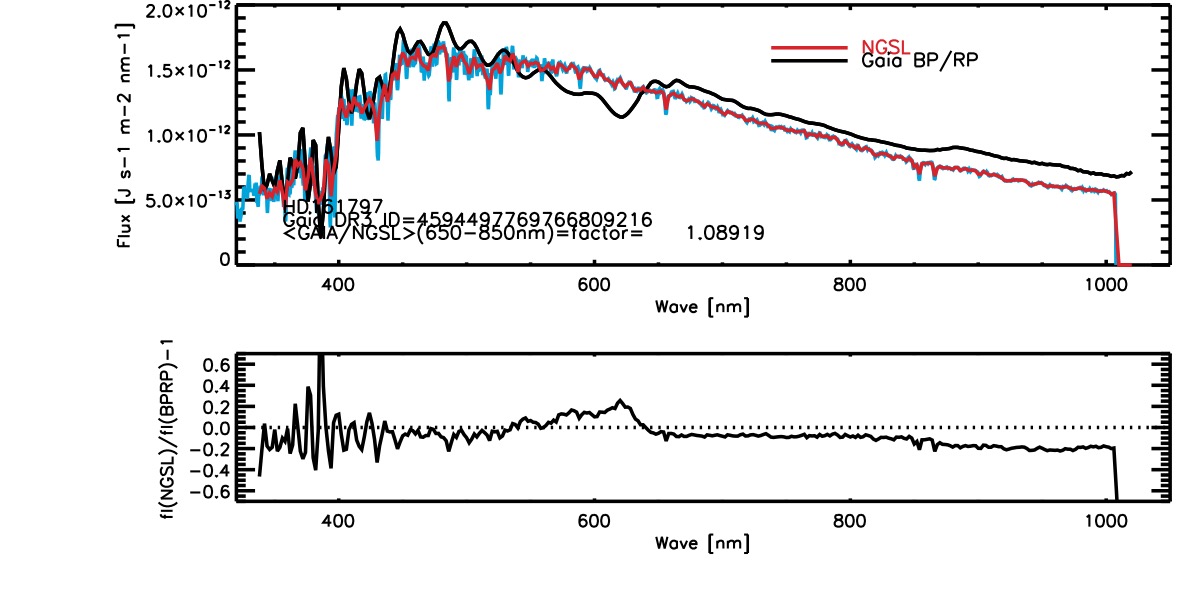 2.0×10−12
1.5×10−12
1.0×10−12
5.0×10−13
0
Flux [J s−1 m−2 nm−1]
NGSL
Gaia BP/RP
HD161797
Gaia DR3 ID=4594497769766809216
<GAIA/NGSL>(650−850nm)=factor= 1.08919
400 600 800 1000
Wave [nm]
fl(NGSL)/fl(BPRP)−1
0.6
0.4
0.2
0.0
−0.2
−0.4
−0.6
400 600 800 1000
Wave [nm]